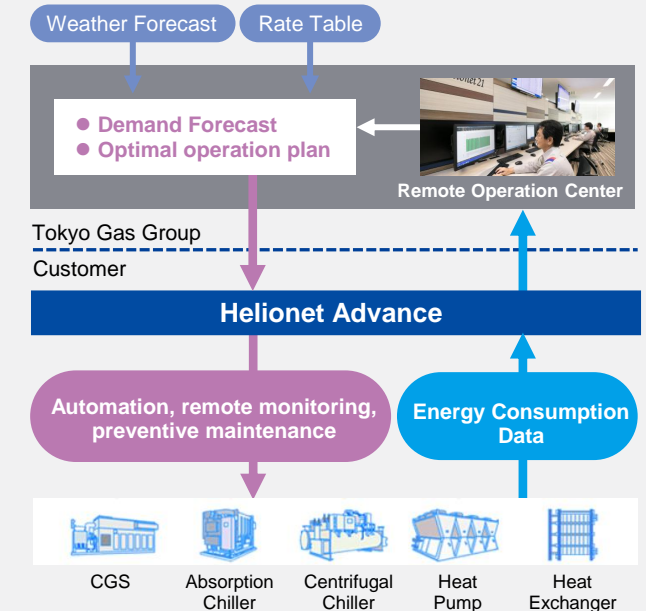 Weather Forecast
Rate Table
● Demand Forecast
● Optimal operation plan
Remote Operation Center
Tokyo Gas Group
Customer
Helionet Advance
Automation, remote monitoring,
preventive maintenance
Energy Consumption
Data
CGS
Absorption
Chiller
Centrifugal
Chiller
Heat
Pump
Heat
Exchanger